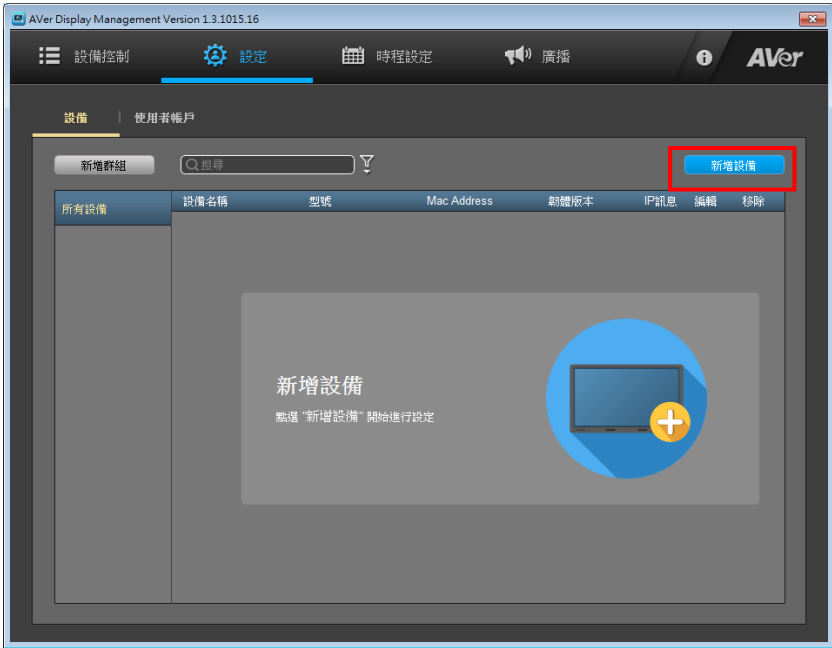 AVer Display Management Version 1.3.1015.16
設備控制 設定 時程設定 廣播 AVer
設備 使用者帳戶
新增群組 搜尋 新增設備
所有設備
設備名稱 型號 Mac Address 韌體版本 IP訊息 編輯 移除
新增設備
點選 "新增設備" 開始進行設定